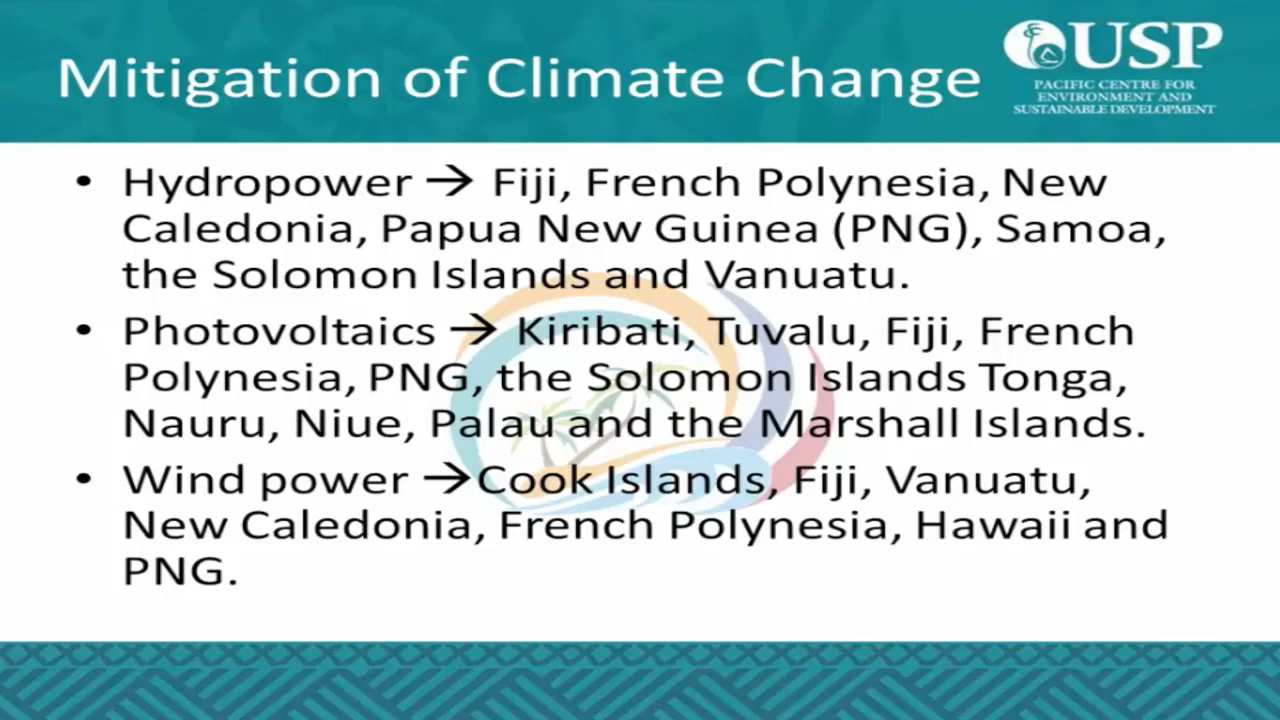 Mitigation of Climate Change
USP
PACIFIC CENTRE FOR
ENVIRONMENT AND
SUSTAINABLE DEVELOPMENT
• Hydropower → Fiji, French Polynesia, New
Caledonia, Papua New Guinea (PNG), Samoa,
the Solomon Islands and Vanuatu.
• Photovoltaics → Kiribati, Tuvalu, Fiji, French
Polynesia, PNG, the Solomon Islands Tonga,
Nauru, Niue, Palau and the Marshall Islands.
• Wind power →Cook Islands, Fiji, Vanuatu,
New Caledonia, French Polynesia, Hawaii and
PNG.